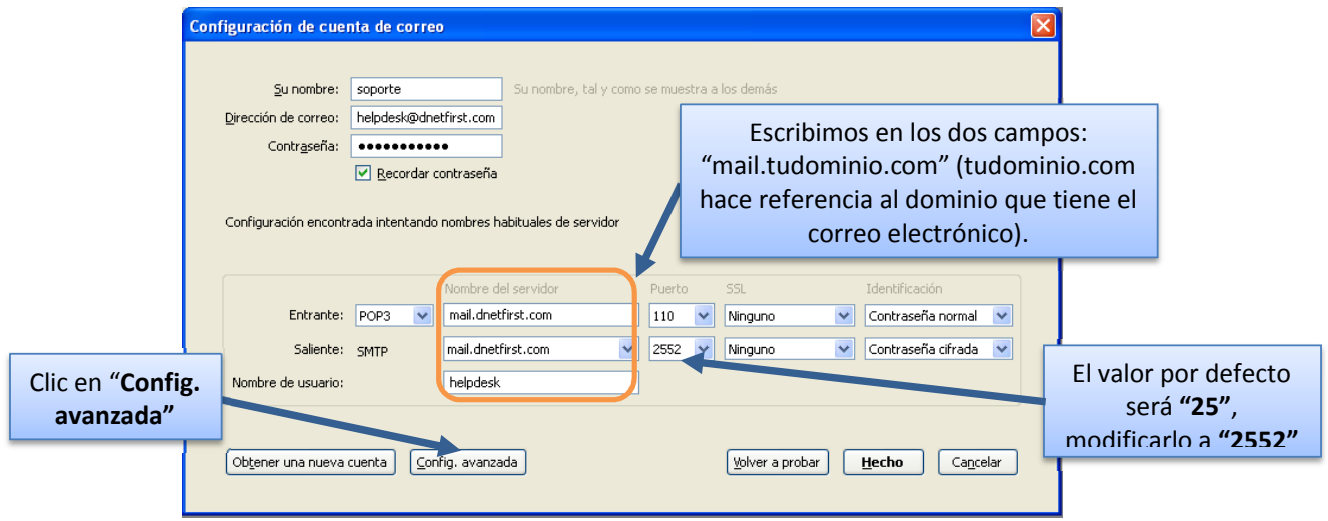 Configuración de cuenta de correo
Su nombre: soporte Su nombre, tal y como se muestra a los demás
Dirección de correo: helpdesk@dnetfirst.com
Contraseña: ●●●●●●●●●●●
Recordar contraseña
Escribimos en los dos campos:
“mail.tudominio.com” (tudominio.com
hace referencia al dominio que tiene el
correo electrónico).
Configuración encontrada intentando nombres habituales de servidor
Nombre del servidor Puerto SSL Identificación
Entrante: POP3 mail.dnetfirst.com 110 Ninguno Contraseña normal
Saliente: SMTP mail.dnetfirst.com 2552 Ninguno Contraseña cifrada
Nombre de usuario: helpdesk
Clic en “Config.
avanzada”
El valor por defecto
será “25”,
modificarlo a “2552”
Obtener una nueva cuenta Config. avanzada Volver a probar Hecho Cancelar